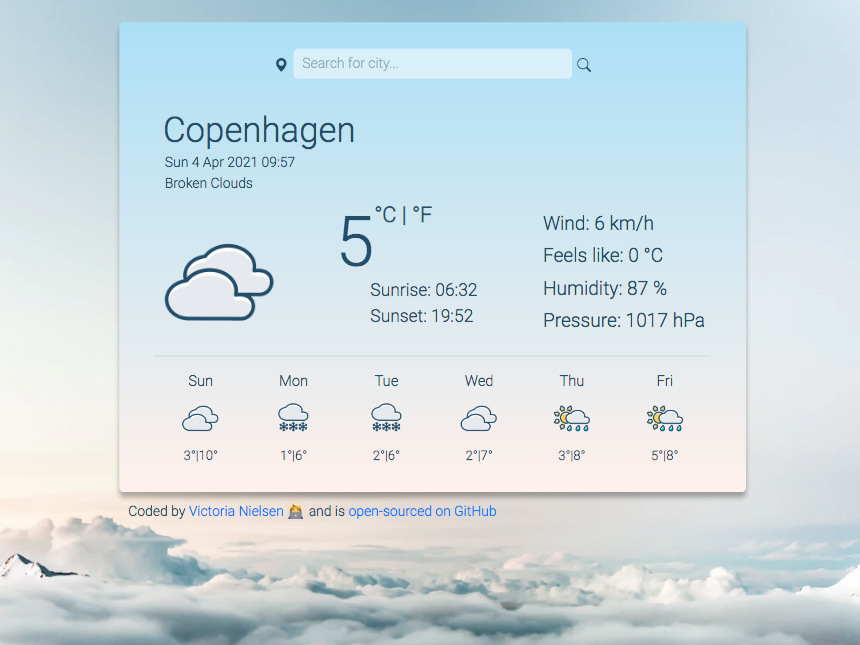 Search for city...
Copenhagen
Sun 4 Apr 2021 09:57
Broken Clouds
5 °C | °F
Sunrise: 06:32
Sunset: 19:52
Wind: 6 km/h
Feels like: 0 °C
Humidity: 87 %
Pressure: 1017 hPa
Sun Mon Tue Wed Thu Fri
3°|10° 1°|6° 2°|6° 2°|7° 3°|8° 5°|8°
Coded by Victoria Nielsen 👩‍💻 and is open-sourced on GitHub